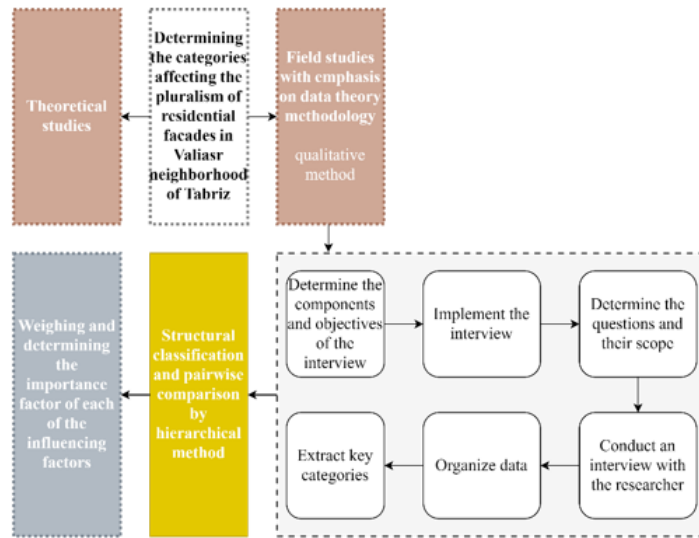 Theoretical
studies
Determining
the categories
affecting the
pluralism of
residential
facades in
Valiasr
neighborhood
of Tabriz
Field studies
with emphasis
on data theory
methodology
qualitative
method
Determine the
components
and objectives
of the
interview
Implement the
interview
Determine the
questions and
their scope
Conduct an
interview with
the researcher
Organize data
Extract key
categories
Structural
classification
and pairwise
comparison
by
hierarchical
method
Weighing and
determining
the
importance
factor of each
of the
influencing
factors